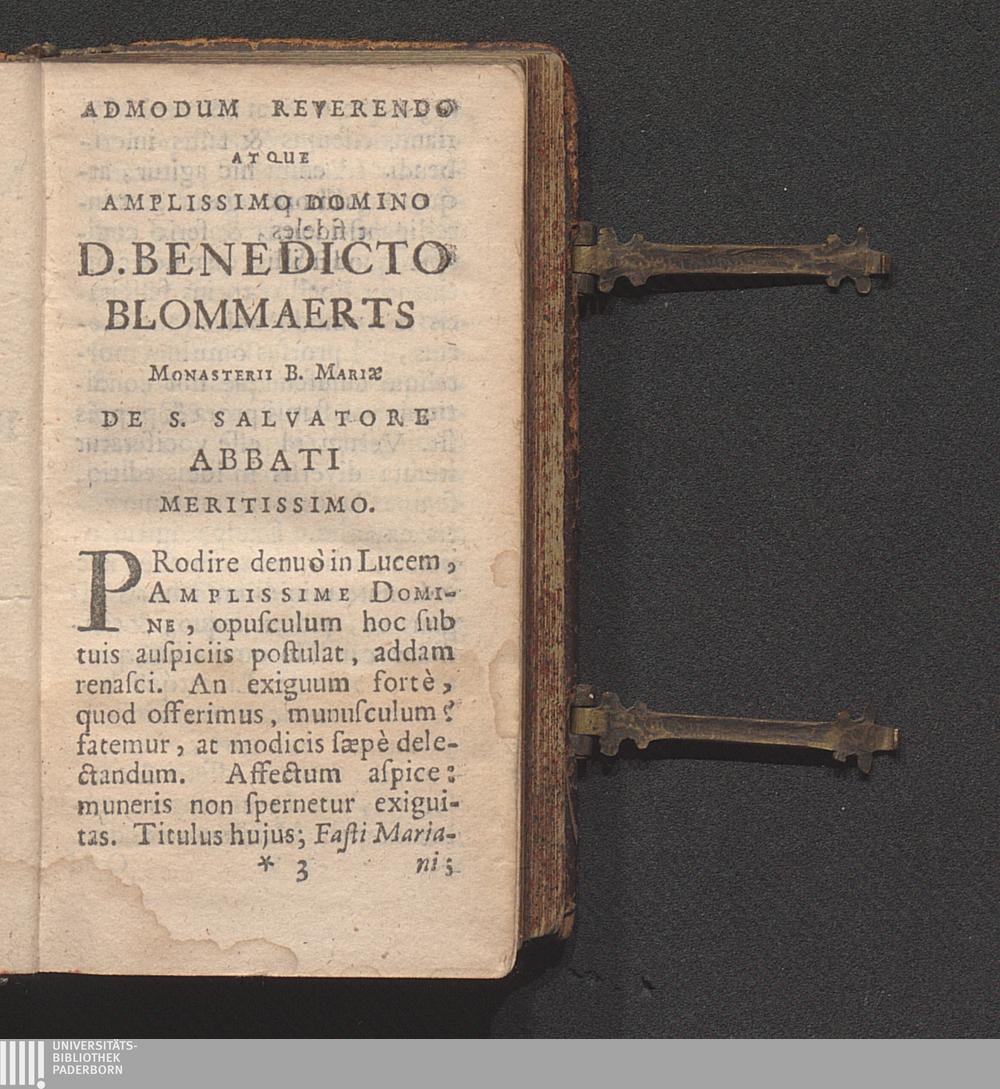 ADMODUM REVERENDO
ATQUE
AMPLISSIMO DOMINO
D. BENEDICTO
BLOMMAERTS
MONASTERII B. MARIÆ
DE S. SALVATORE
ABBATI
MERITISSIMO.
PRodire denuò in Lucem,
AMPLISSIME DOMI-
NE, opuſculum hoc ſub
tuis auſpiciis poſtulat, addam
renaſci. An exiguum fortè,
quod offerimus, munuſculum?
fatemur, at modicis ſæpè dele-
ctandum. Affectum aſpice:
muneris non ſpernetur exigui-
tas. Titulus hujus; Faſti Maria-
* 3 ni;
UNIVERSITÄTS-
BIBLIOTHEK
PADERBORN